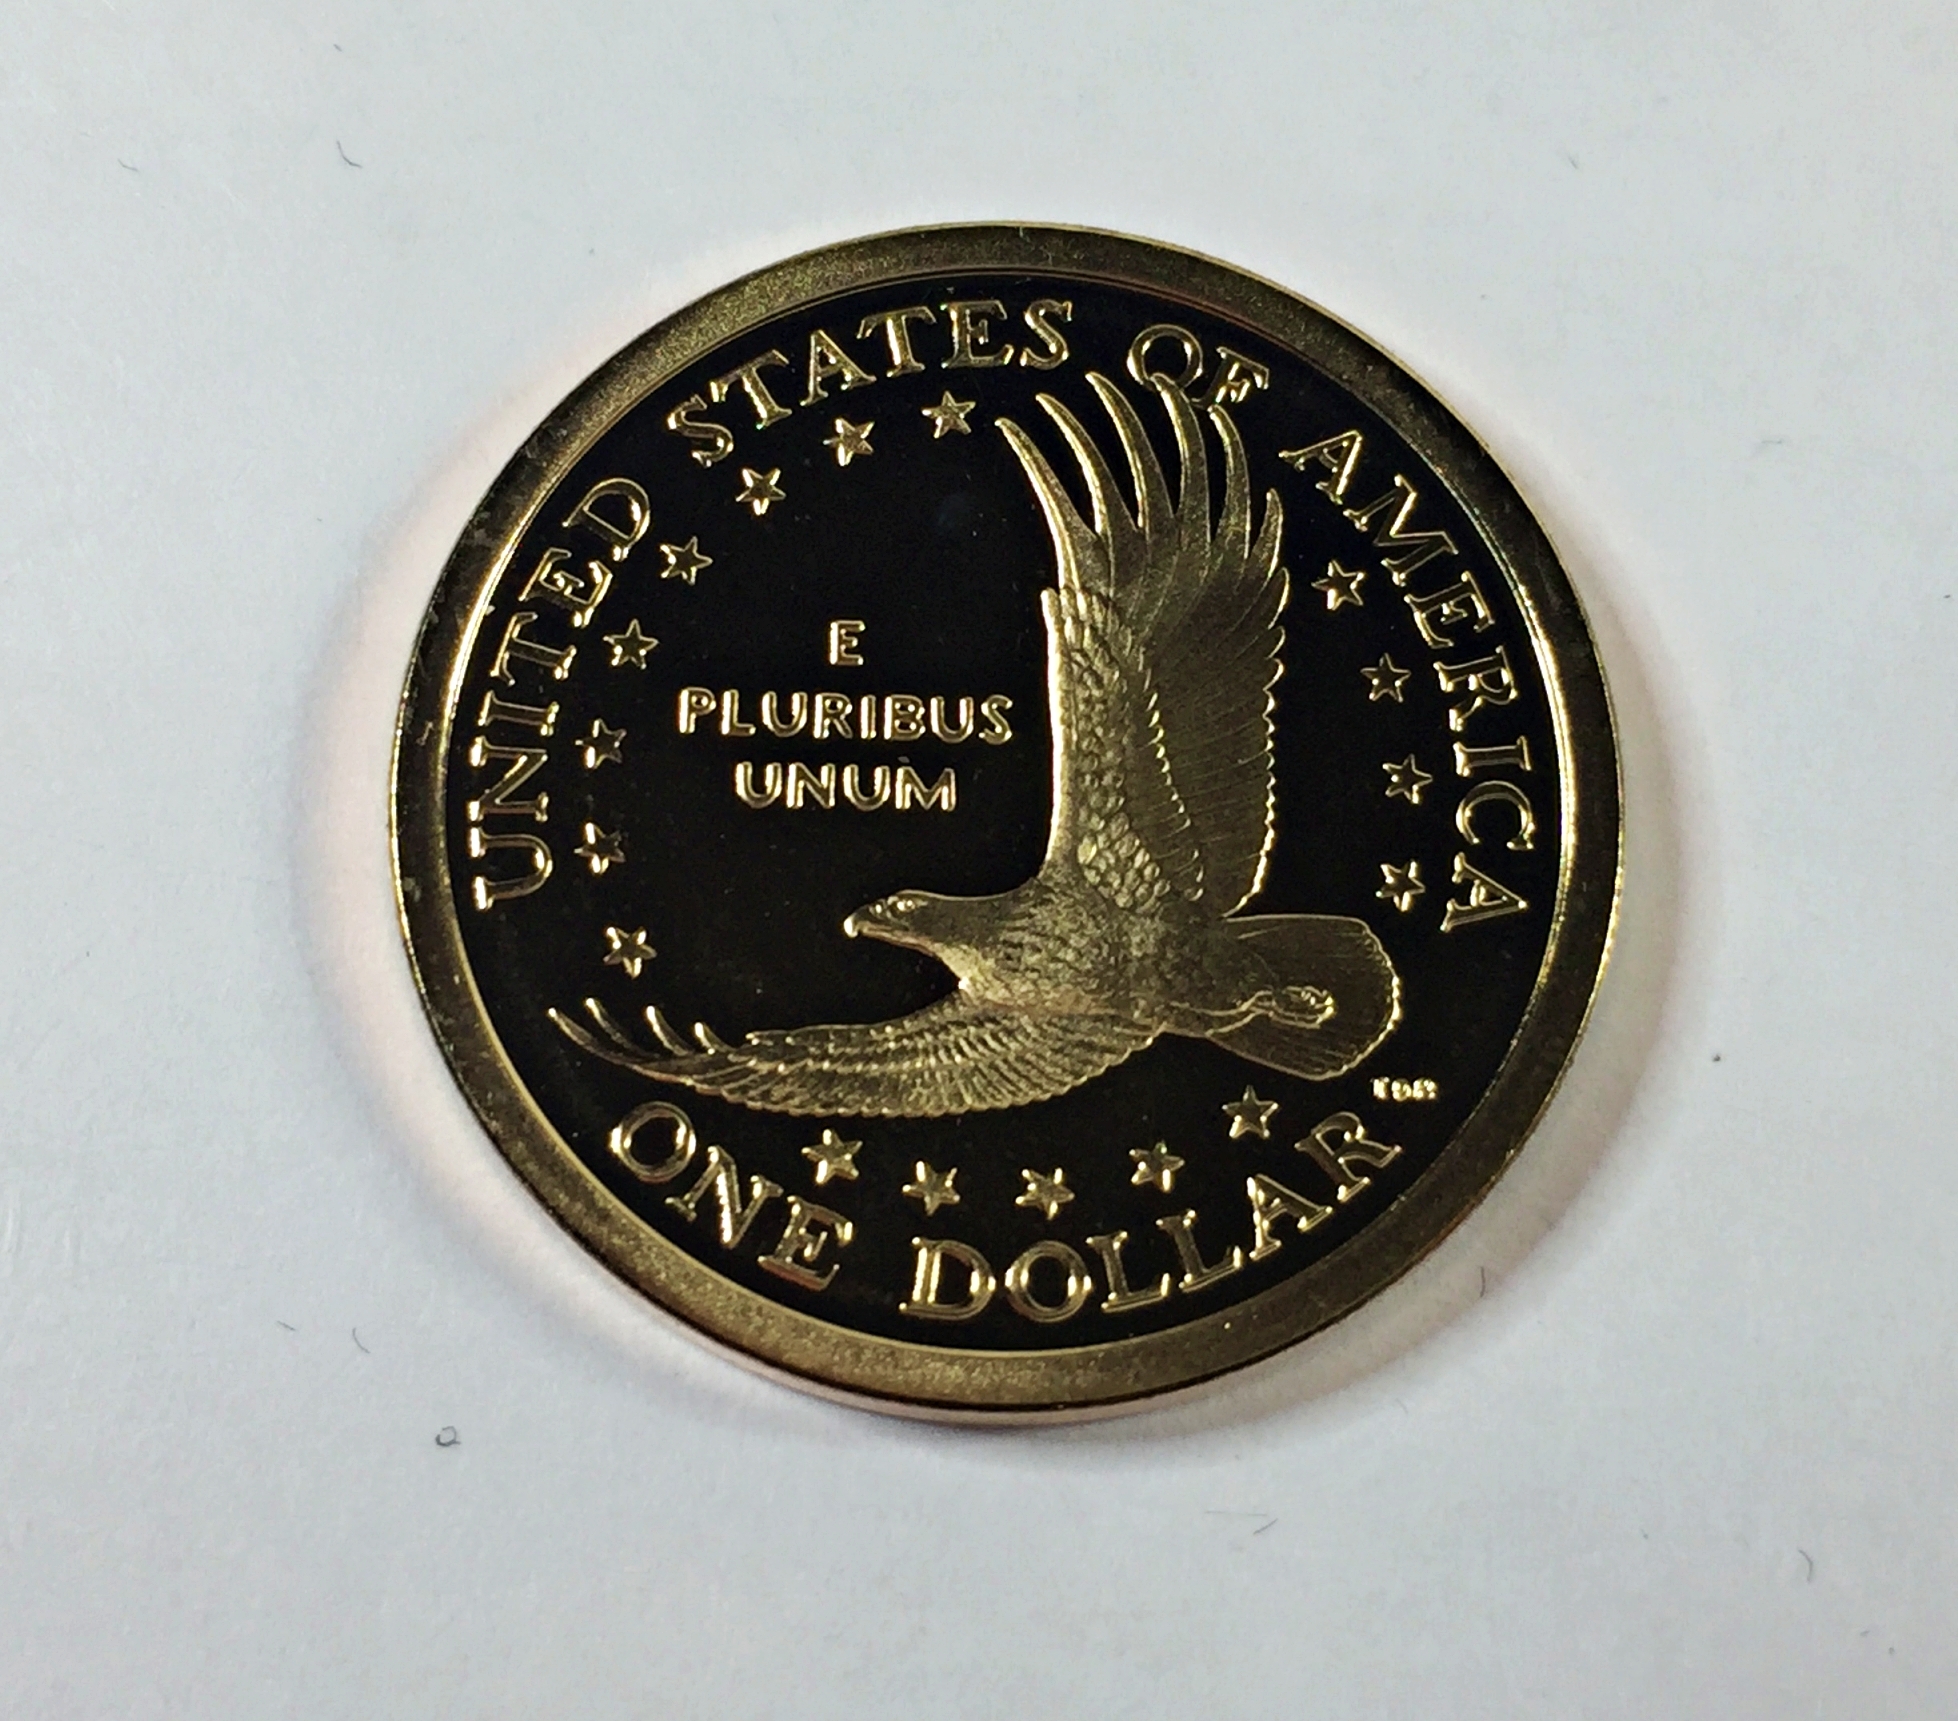 UNITED STATES OF AMERICA
E
PLURIBUS
UNUM
ONE DOLLAR